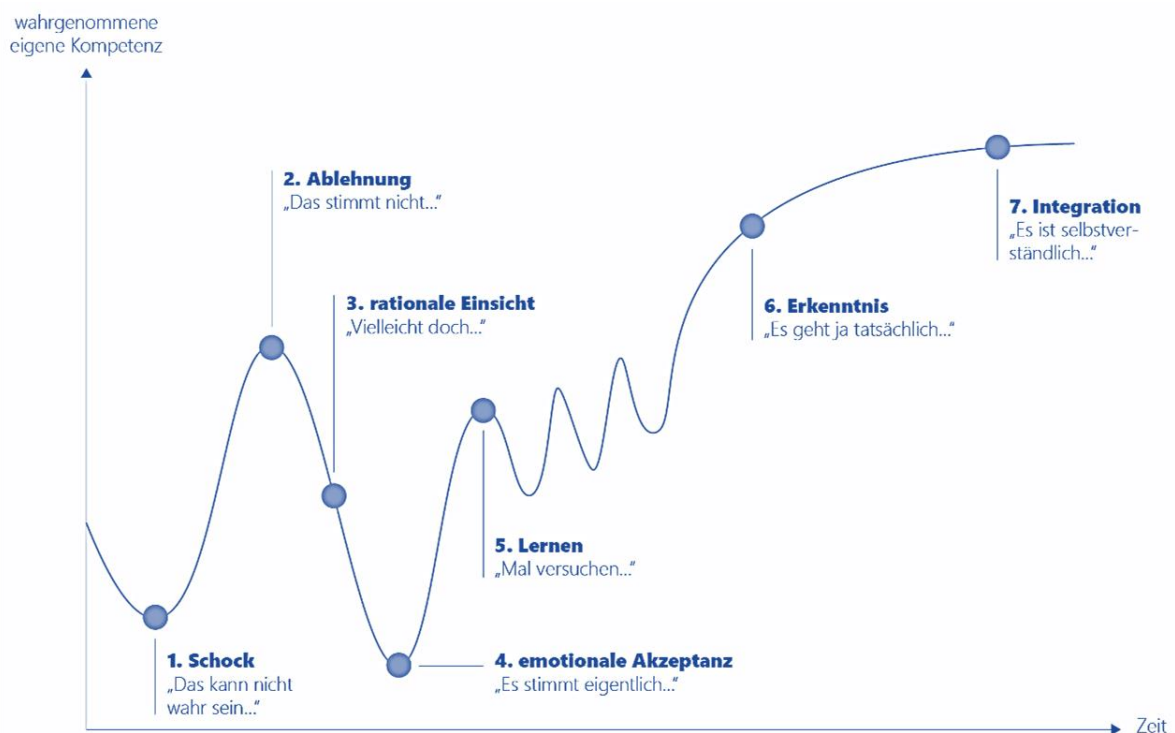 wahrgenommene
eigene Kompetenz
2. Ablehnung
„Das stimmt nicht...“
3. rationale Einsicht
„Vielleicht doch...“
7. Integration
„Es ist selbstver-
ständlich...“
6. Erkenntnis
„Es geht ja tatsächlich...“
5. Lernen
„Mal versuchen...“
1. Schock
„Das kann nicht
wahr sein...“
4. emotionale Akzeptanz
„Es stimmt eigentlich...“
Zeit